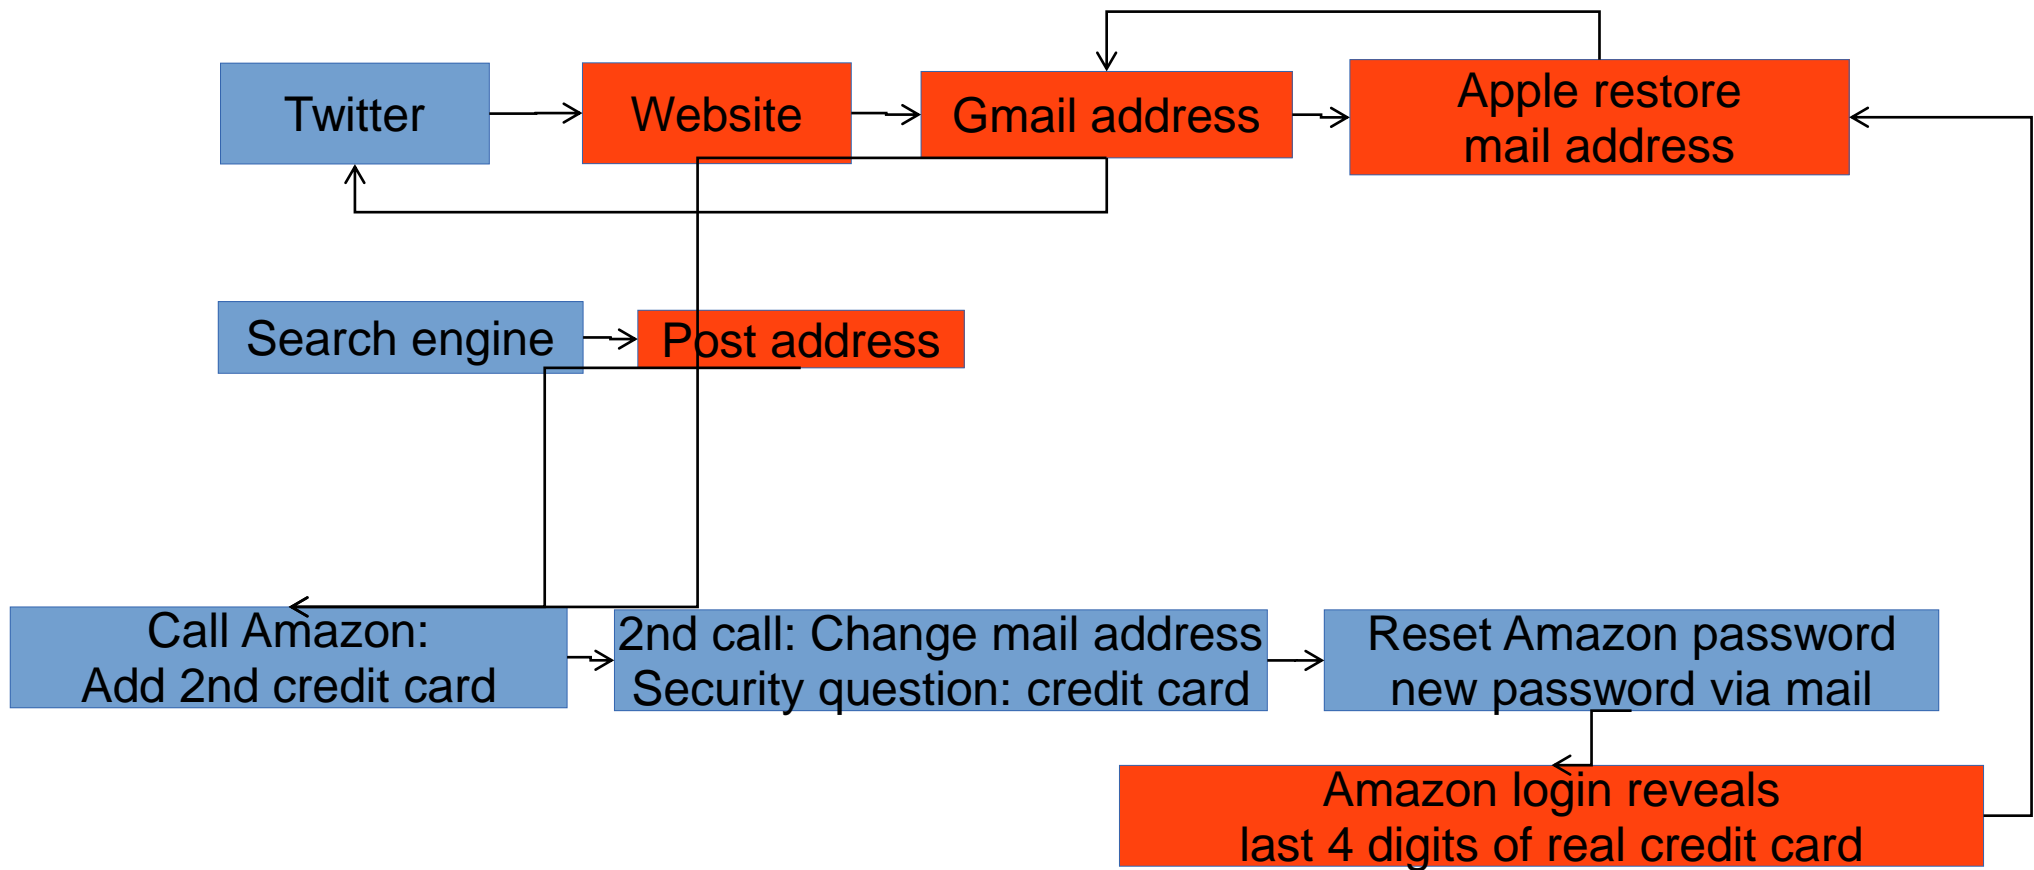 Twitter
Website
Gmail address
Apple restore
mail address
Search engine
Post address
Call Amazon:
Add 2nd credit card
2nd call: Change mail address
Security question: credit card
Reset Amazon password
new password via mail
Amazon login reveals
last 4 digits of real credit card